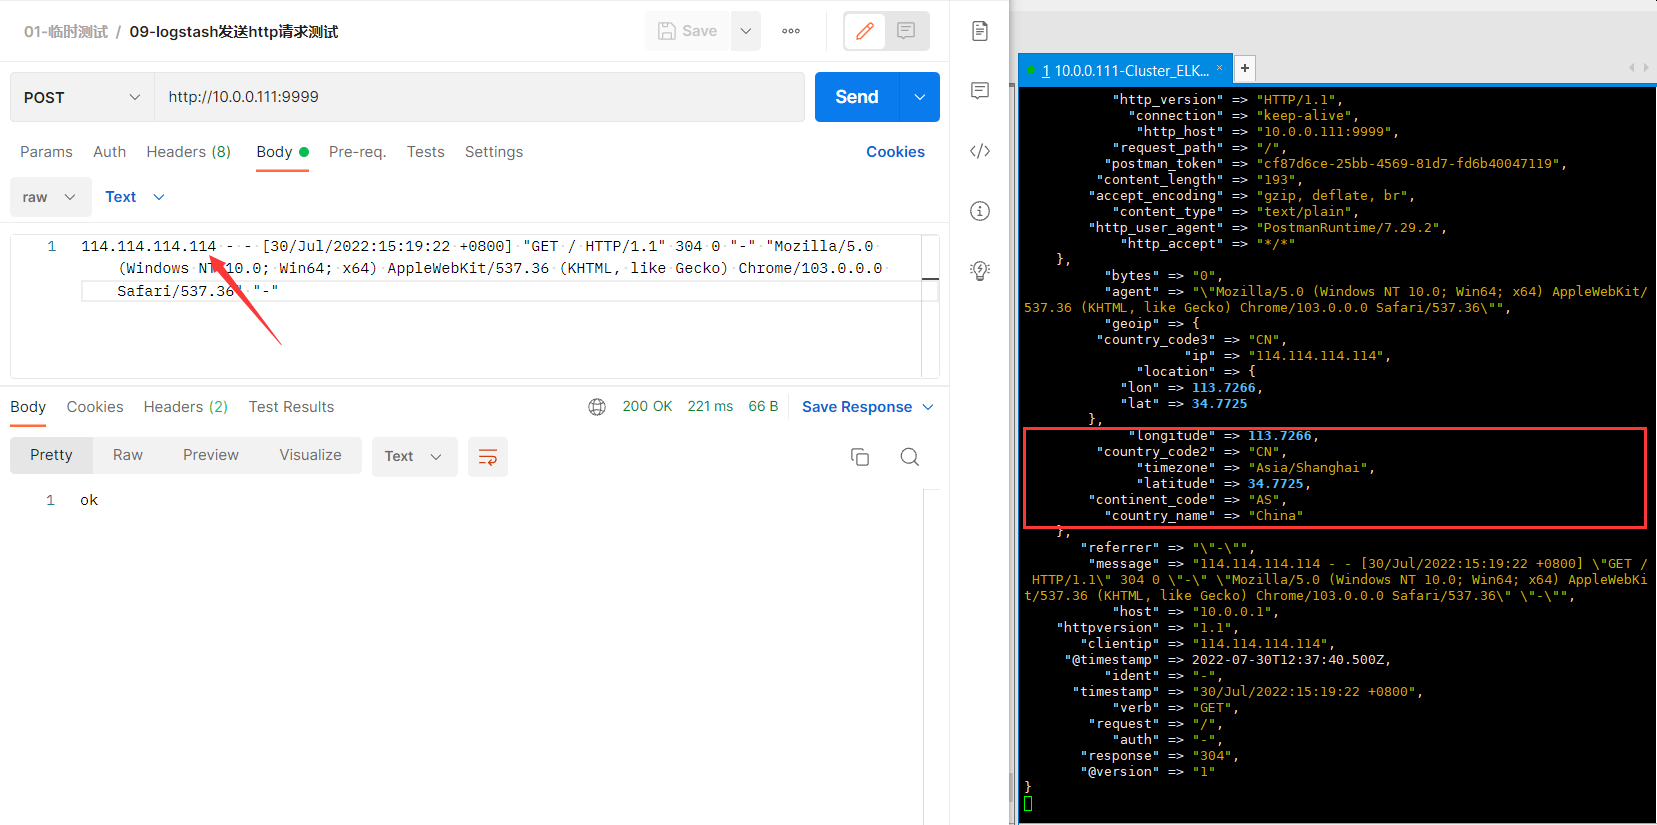 01-临时测试 / 09-logstash发送http请求测试
Save
POST
http://10.0.0.111:9999
Send
Params Auth Headers (8) Body Pre-req. Tests Settings
Cookies
raw
Text
1 114.114.114.114 - - [30/Jul/2022:15:19:22 +0800] "GET / HTTP/1.1" 304 0 "-" "Mozilla/5.0
(Windows NT 10.0; Win64; x64) AppleWebKit/537.36 (KHTML, like Gecko) Chrome/103.0.0.0
Safari/537.36" "-"
Body Cookies Headers (2) Test Results
200 OK 221 ms 66 B Save Response
Pretty Raw Preview Visualize Text
1 ok
1 10.0.0.111-Cluster_ELK... × +
"http_version" => "HTTP/1.1",
"connection" => "keep-alive",
"http_host" => "10.0.0.111:9999",
"request_path" => "/",
"postman_token" => "cf87d6ce-25bb-4569-81d7-fd6b40047119",
"content_length" => "193",
"accept_encoding" => "gzip, deflate, br",
"content_type" => "text/plain",
"http_user_agent" => "PostmanRuntime/7.29.2",
"http_accept" => "*/*"
},
"bytes" => "0",
"agent" => "\"Mozilla/5.0 (Windows NT 10.0; Win64; x64) AppleWebKit/
537.36 (KHTML, like Gecko) Chrome/103.0.0.0 Safari/537.36\"",
"geoip" => {
"country_code3" => "CN",
"ip" => "114.114.114.114",
"location" => {
"lon" => 113.7266,
"lat" => 34.7725
},
"longitude" => 113.7266,
"country_code2" => "CN",
"timezone" => "Asia/Shanghai",
"latitude" => 34.7725,
"continent_code" => "AS",
"country_name" => "China"
},
"referrer" => "\"-\"",
"message" => "114.114.114.114 - - [30/Jul/2022:15:19:22 +0800] \"GET /
HTTP/1.1\" 304 0 \"-\" \"Mozilla/5.0 (Windows NT 10.0; Win64; x64) AppleWebKi
t/537.36 (KHTML, like Gecko) Chrome/103.0.0.0 Safari/537.36\" \"-\"",
"host" => "10.0.0.1",
"httpversion" => "1.1",
"clientip" => "114.114.114.114",
"@timestamp" => 2022-07-30T12:37:40.500Z,
"ident" => "-",
"timestamp" => "30/Jul/2022:15:19:22 +0800",
"verb" => "GET",
"request" => "/",
"auth" => "-",
"response" => "304",
"@version" => "1"
}